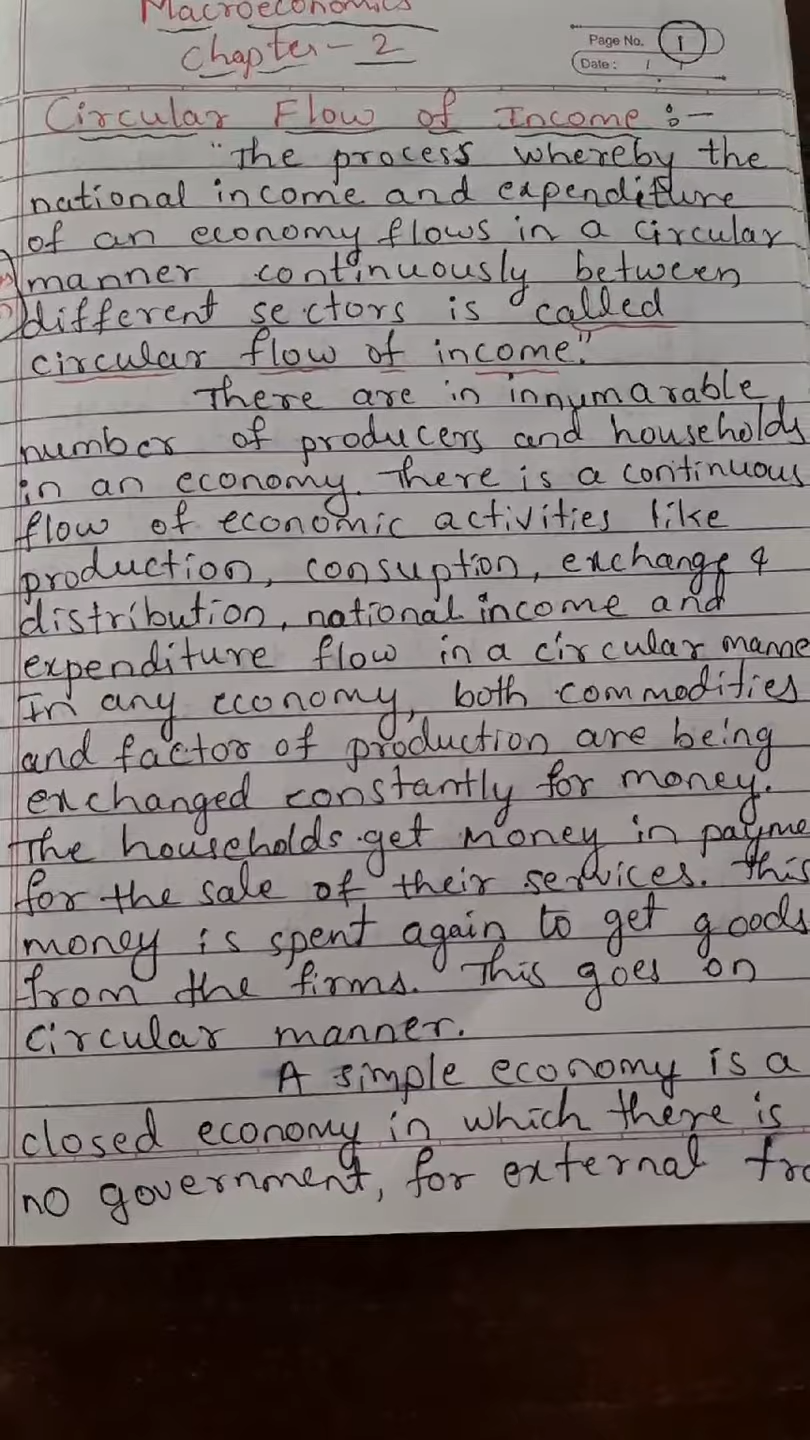 Macroeconomics
Chapter - 2
Page No. 1
Date : / /
Circular Flow of Income :-
"The process whereby the
national income and expenditure
of an economy flows in a circular
manner continuously between
different sectors is called
circular flow of income."
There are in innumarable
number of producers and households
in an economy. There is a continuous
flow of economic activities like
production, consuption, exchange &
distribution, national income and
expenditure flow in a circular manne
In any economy, both commodities
and factor of production are being
exchanged constantly for money.
The households get money in payme
for the sale of their services. This
money is spent again to get goods
from the firms. This goes on
circular manner.
A simple economy is a
closed economy in which there is
no government, for external tra